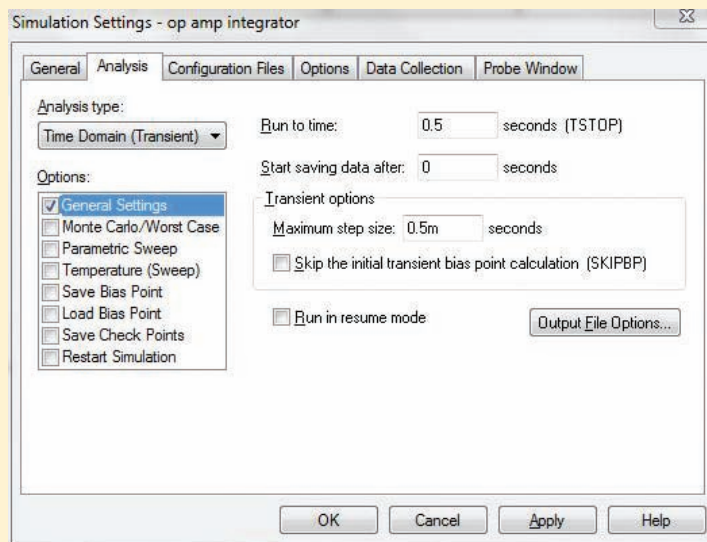 Simulation Settings - op amp integrator
General Analysis Configuration Files Options Data Collection Probe Window
Analysis type:
Time Domain (Transient)
Options:
General Settings
Monte Carlo/Worst Case
Parametric Sweep
Temperature (Sweep)
Save Bias Point
Load Bias Point
Save Check Points
Restart Simulation
Run to time: 0.5 seconds (TSTOP)
Start saving data after: 0 seconds
Transient options
Maximum step size: 0.5m seconds
Skip the initial transient bias point calculation (SKIPBP)
Run in resume mode
Output File Options...
OK Cancel Apply Help